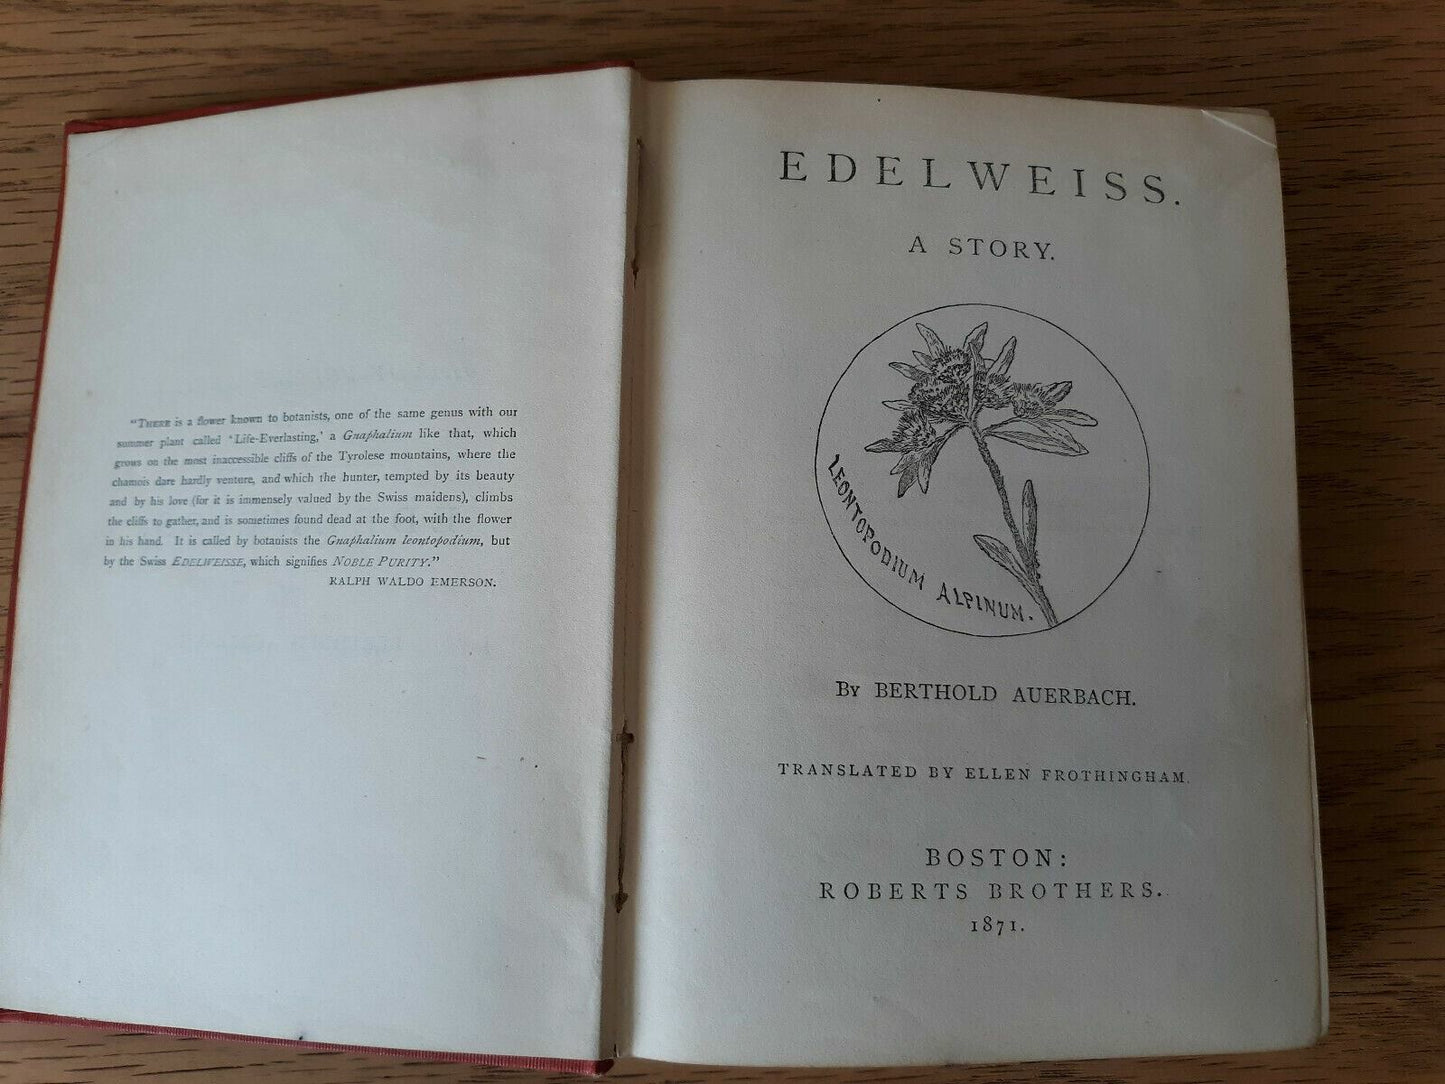 "THERE is a flower known to botanists, one of the same genus with our
summer plant called 'Life-Everlasting,' a Gnaphalium like that, which
grows on the most inaccessible cliffs of the Tyrolese mountains, where the
chamois dare hardly venture, and which the hunter, tempted by its beauty
and by his love (for it is immensely valued by the Swiss maidens), climbs
the cliffs to gather, and is sometimes found dead at the foot, with the flower
in his hand. It is called by botanists the Gnaphalium leontopodium, but
by the Swiss EDELWEISSE, which signifies NOBLE PURITY."
RALPH WALDO EMERSON.
EDELWEISS.
A STORY.
LEONTOPODIUM ALPINUM.
By BERTHOLD AUERBACH.
TRANSLATED BY ELLEN FROTHINGHAM.
BOSTON:
ROBERTS BROTHERS.
1871.